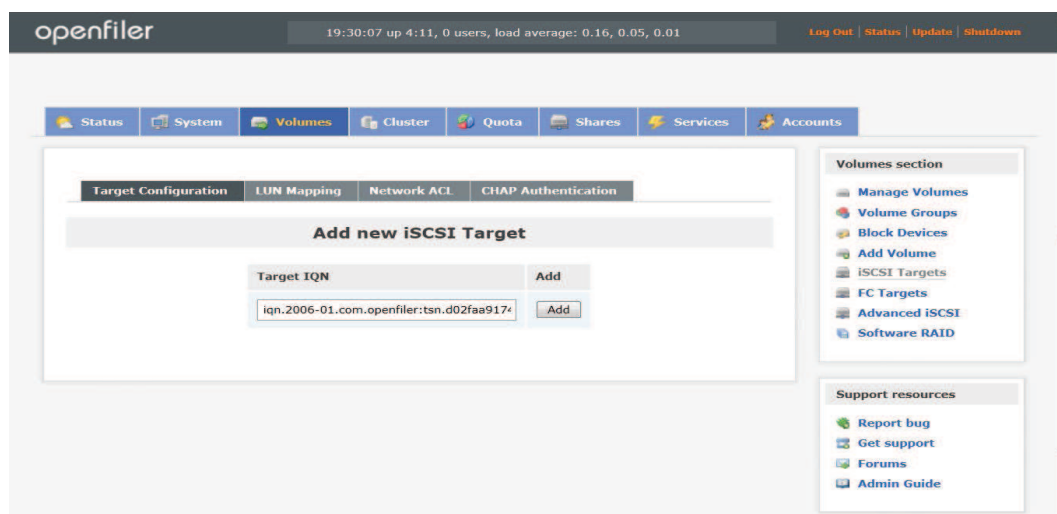 openfiler
19:30:07 up 4:11, 0 users, load average: 0.16, 0.05, 0.01
Log Out | Status | Update | Shutdown
Status
System
Volumes
Cluster
Quota
Shares
Services
Accounts
Target Configuration
LUN Mapping
Network ACL
CHAP Authentication
Add new iSCSI Target
Target IQN
Add
iqn.2006-01.com.openfiler:tsn.d02faa9174
Add
Volumes section
Manage Volumes
Volume Groups
Block Devices
Add Volume
iSCSI Targets
FC Targets
Advanced iSCSI
Software RAID
Support resources
Report bug
Get support
Forums
Admin Guide